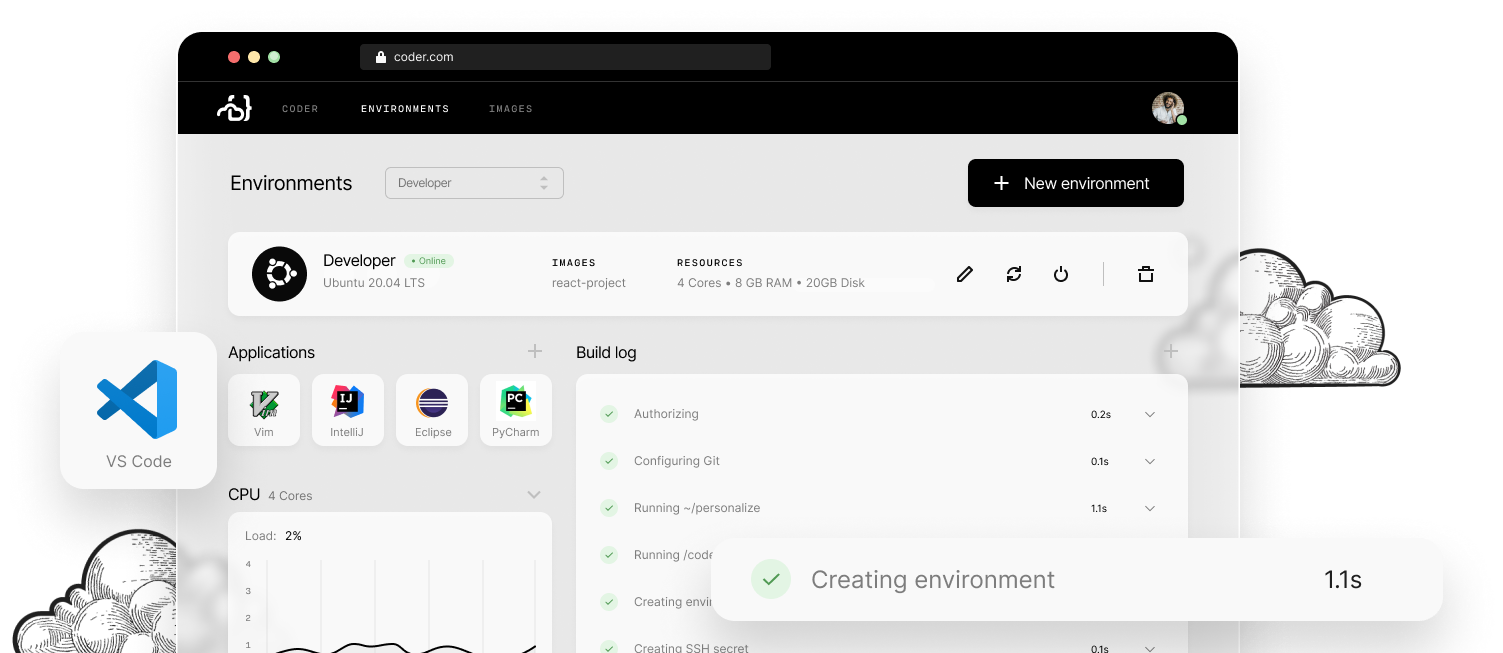 coder.com
CODER ENVIRONMENTS IMAGES
Environments
Developer
New environment
Developer
Online
Ubuntu 20.04 LTS
IMAGES
react-project
RESOURCES
4 Cores • 8 GB RAM • 20GB Disk
VS Code
Applications
Vim
IJ
IntelliJ
Eclipse
PC
PyCharm
CPU 4 Cores
Load: 2%
4
3
2
1
Build log
Authorizing 0.2s
Configuring Git 0.1s
Running ~/personalize 1.1s
Running /code
Creating environment 1.1s
Creating
Creating SSH secret 0.1s